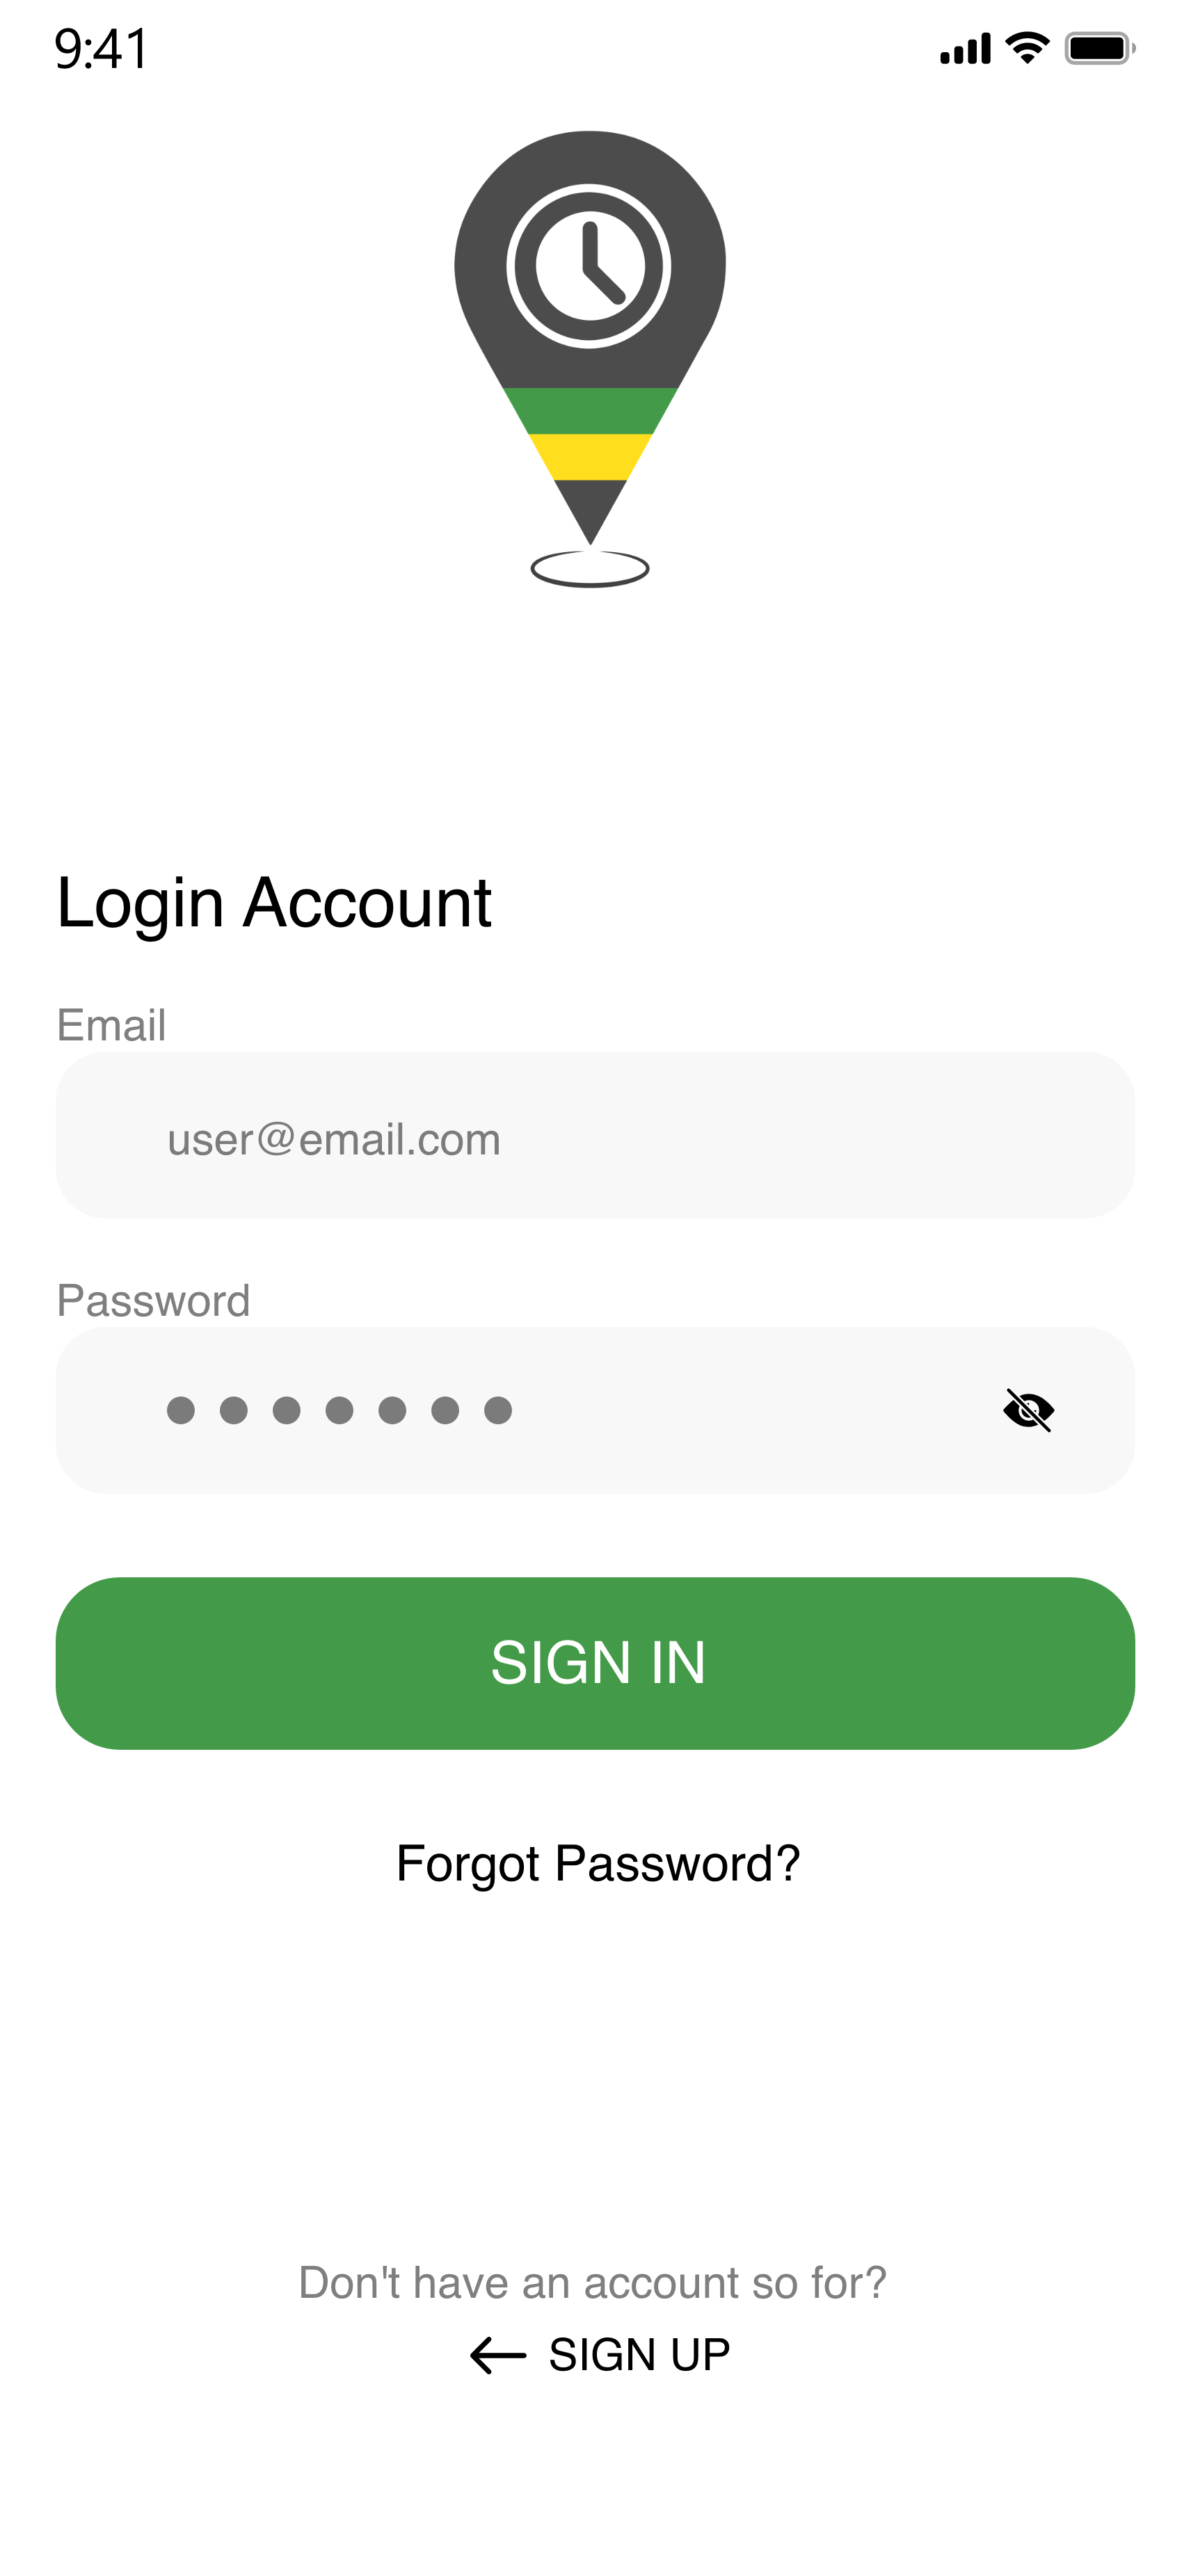 9:41
Login Account
Email
user@email.com
Password
SIGN IN
Forgot Password?
Don't have an account so for?
SIGN UP